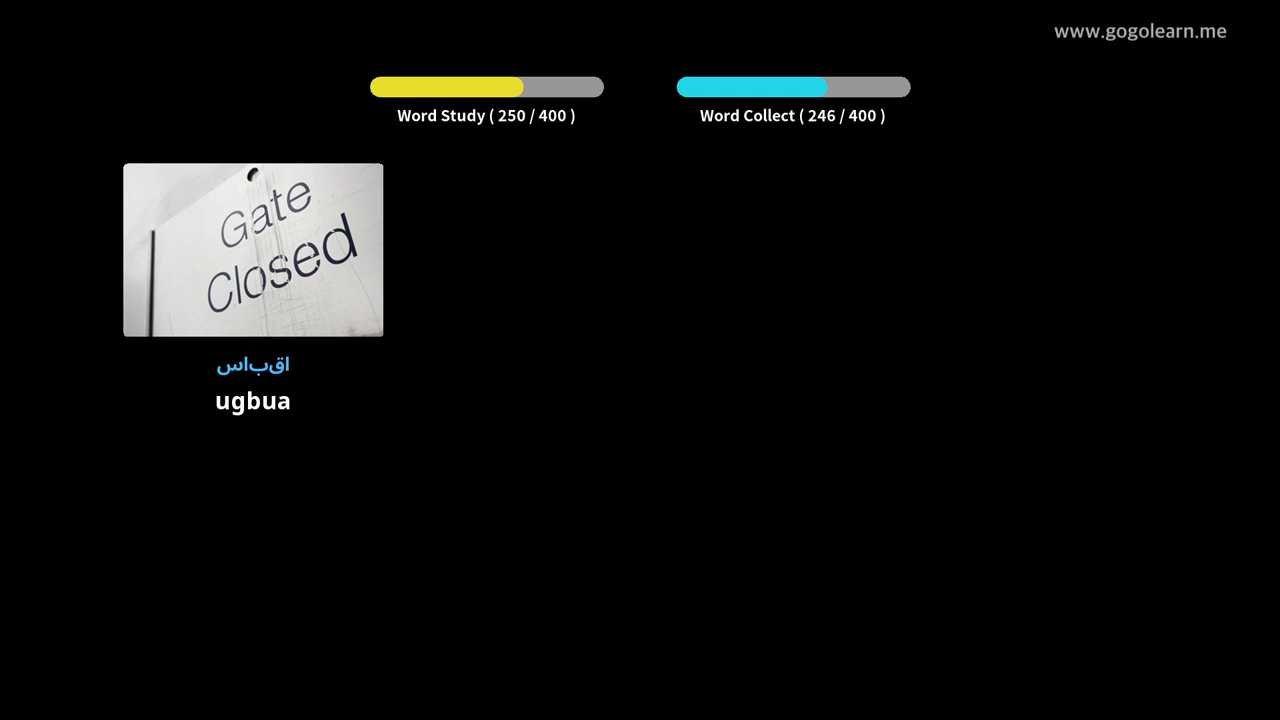 www.gogolearn.me
Word Study ( 250 / 400 )
Word Collect ( 246 / 400 )
Gate
Closed
اقباس
ugbua